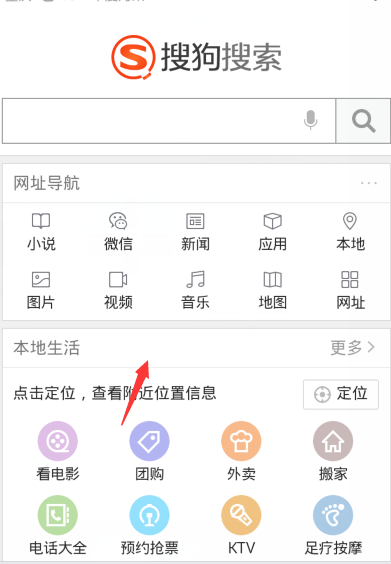 搜狗搜索
网址导航
小说 微信 新闻 应用 本地
图片 视频 音乐 地图 网址
本地生活 更多
点击定位，查看附近位置信息 定位
看电影 团购 外卖 搬家
电话大全 预约抢票 KTV 足疗按摩